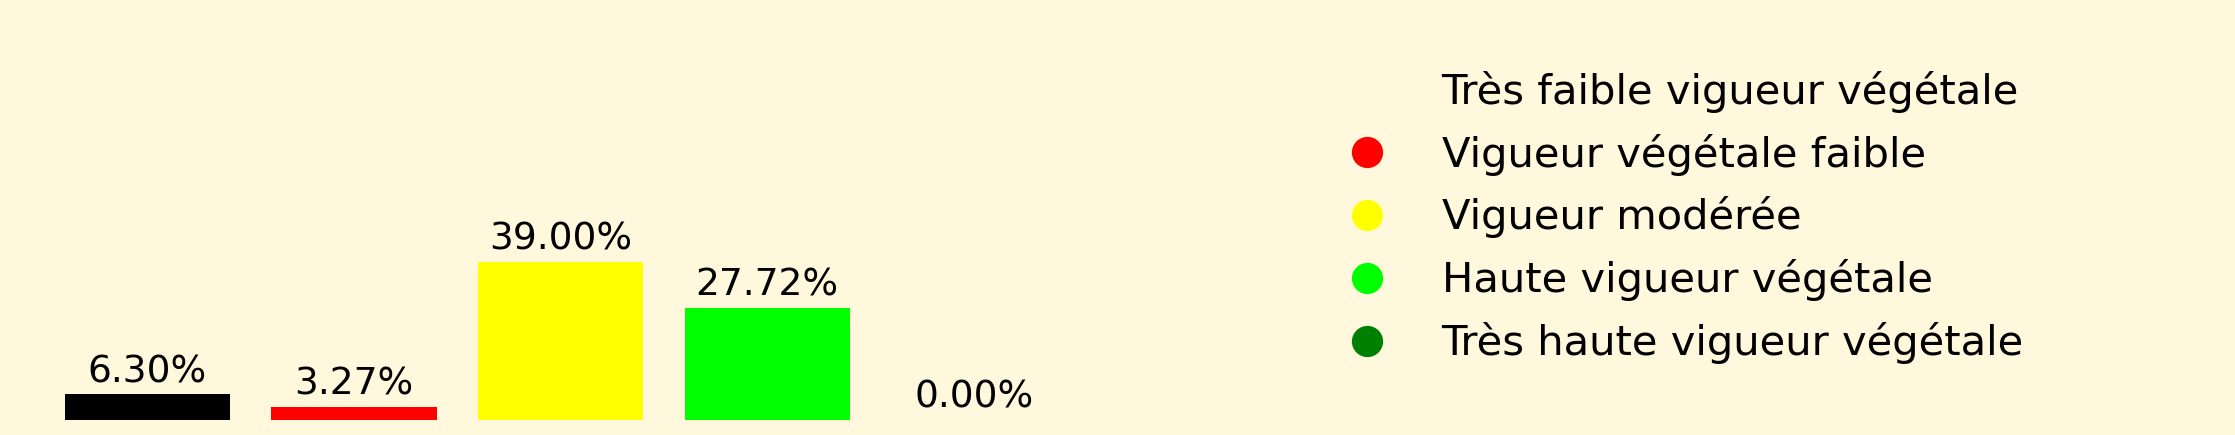 6.30%
3.27%
39.00%
27.72%
0.00%
Très faible vigueur végétale
Vigueur végétale faible
Vigueur modérée
Haute vigueur végétale
Très haute vigueur végétale